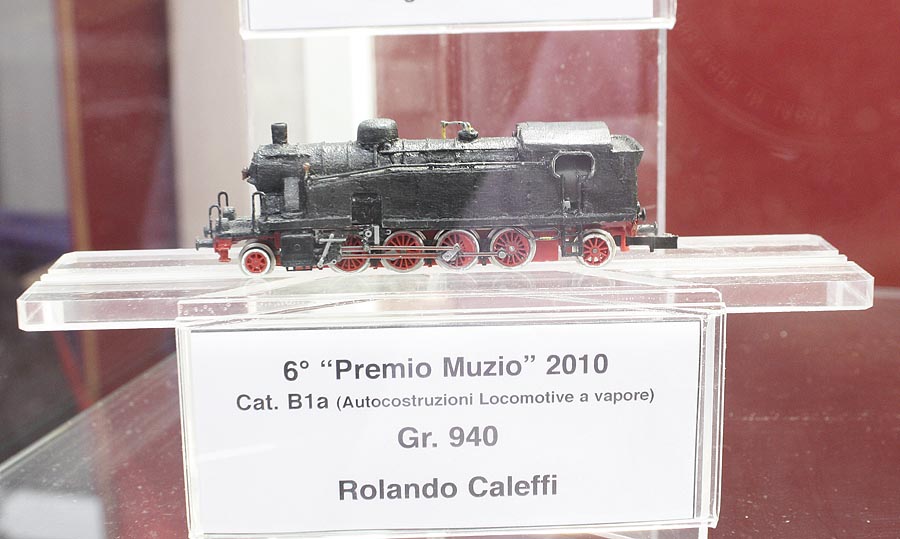 6° “Premio Muzio” 2010
Cat. B1a (Autocostruzioni Locomotive a vapore)
Gr. 940
Rolando Caleffi